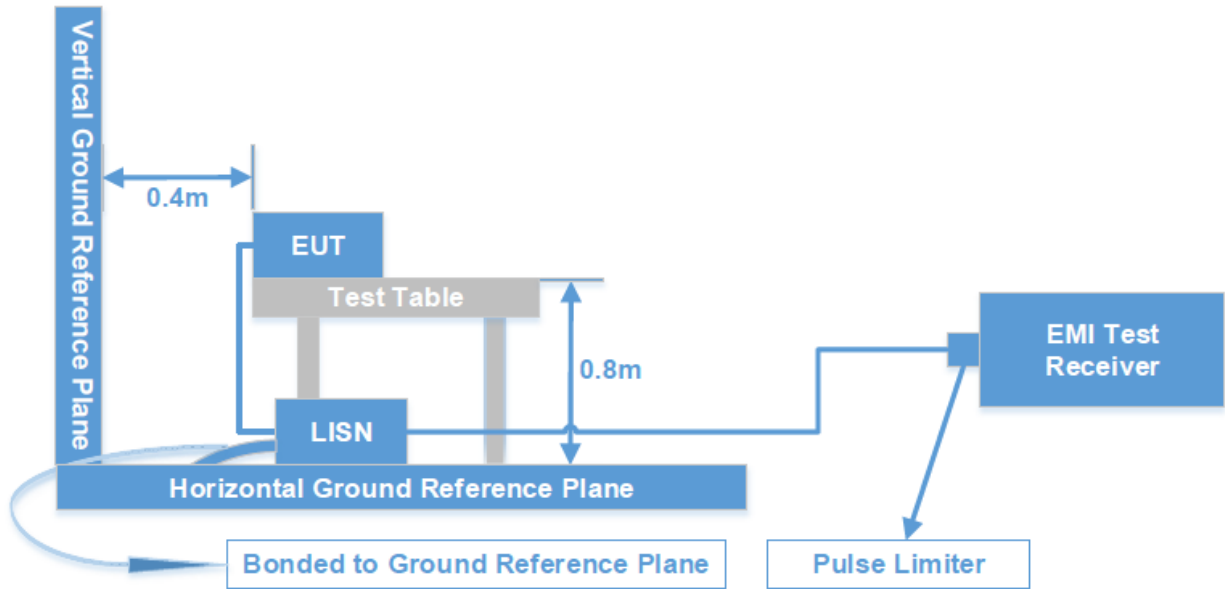 Vertical Ground Reference Plane
0.4m
EUT
Test Table
0.8m
EMI Test
Receiver
LISN
Horizontal Ground Reference Plane
Bonded to Ground Reference Plane
Pulse Limiter